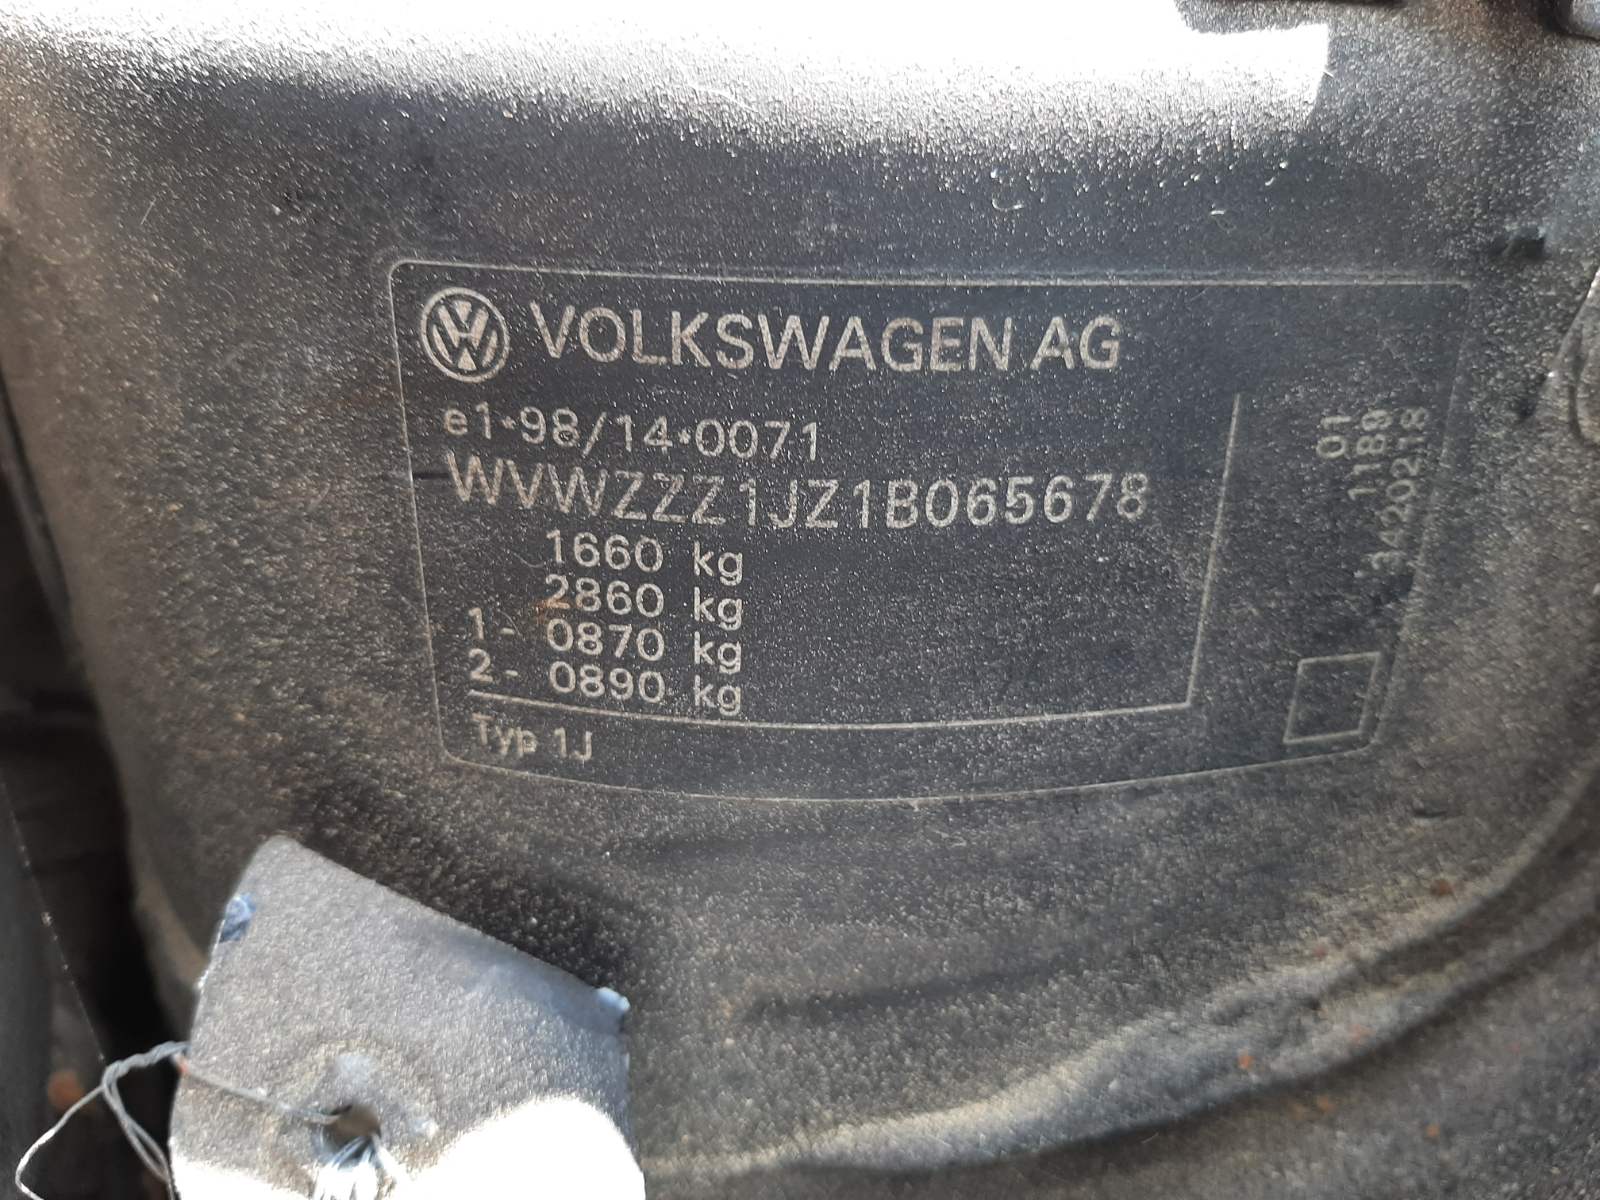 VOLKSWAGEN AG
e1*98/14*0071
WVWZZZ1JZ1B065678
1660 kg
2860 kg
1- 0870 kg
2- 0890 kg
Typ 1J
01
1189
3420218